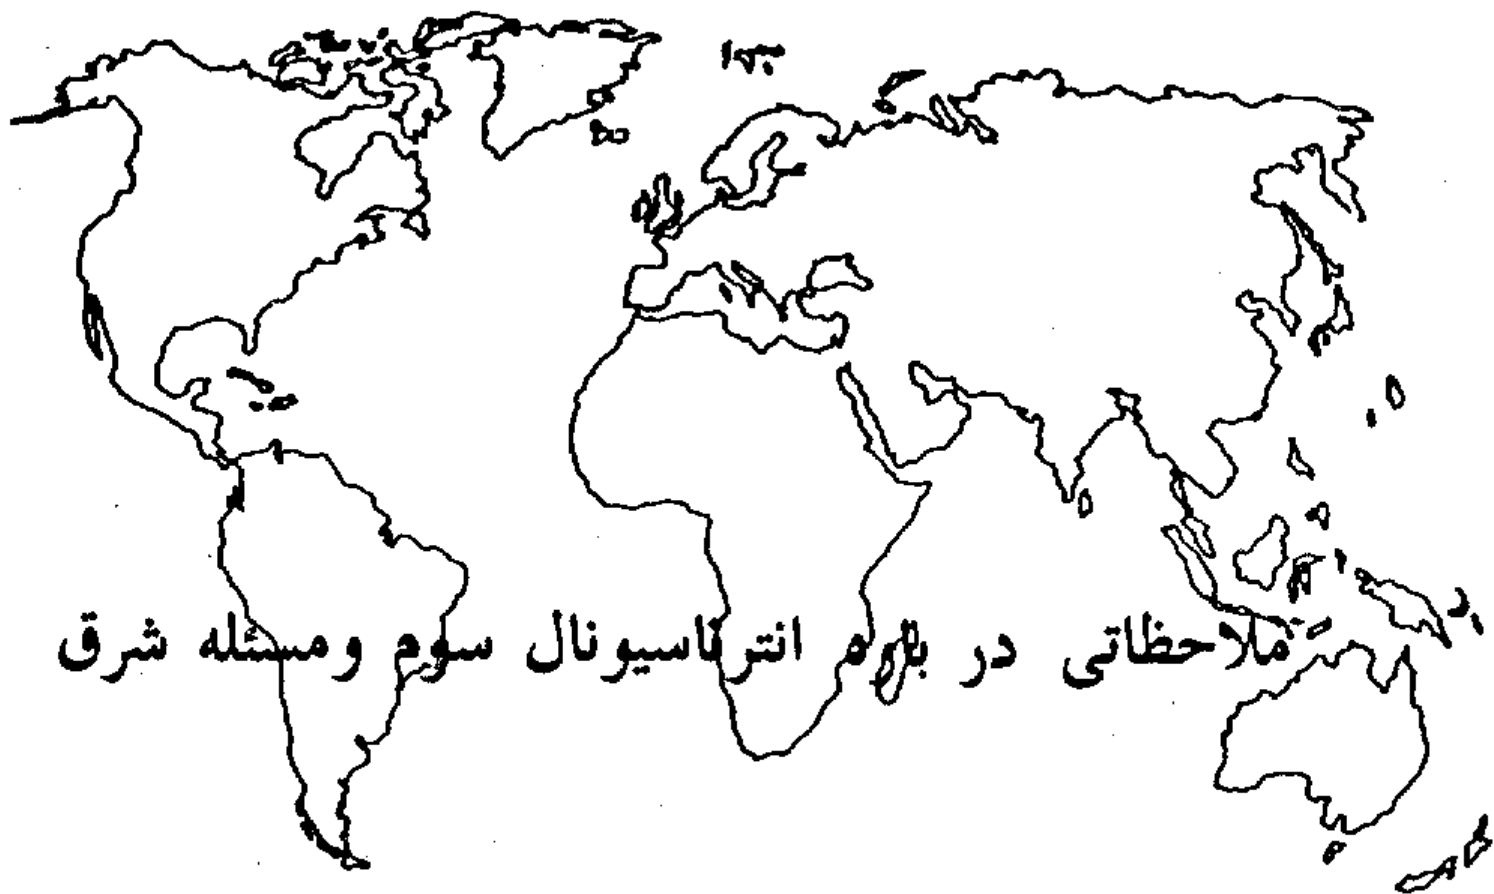 ملاحظاتی در باره انترناسیونال سوم ومسئله شرق